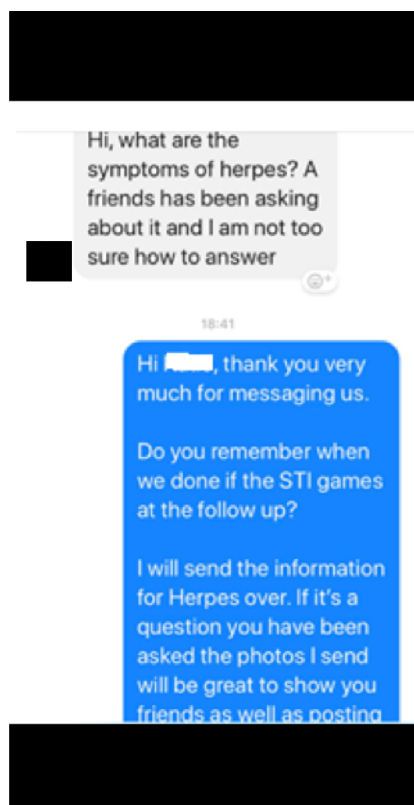 Hi, what are the
symptoms of herpes? A
friends has been asking
about it and I am not too
sure how to answer
18:41
Hi , thank you very
much for messaging us.
Do you remember when
we done if the STI games
at the follow up?
I will send the information
for Herpes over. If it's a
question you have been
asked the photos I send
will be great to show you
friends as well as posting